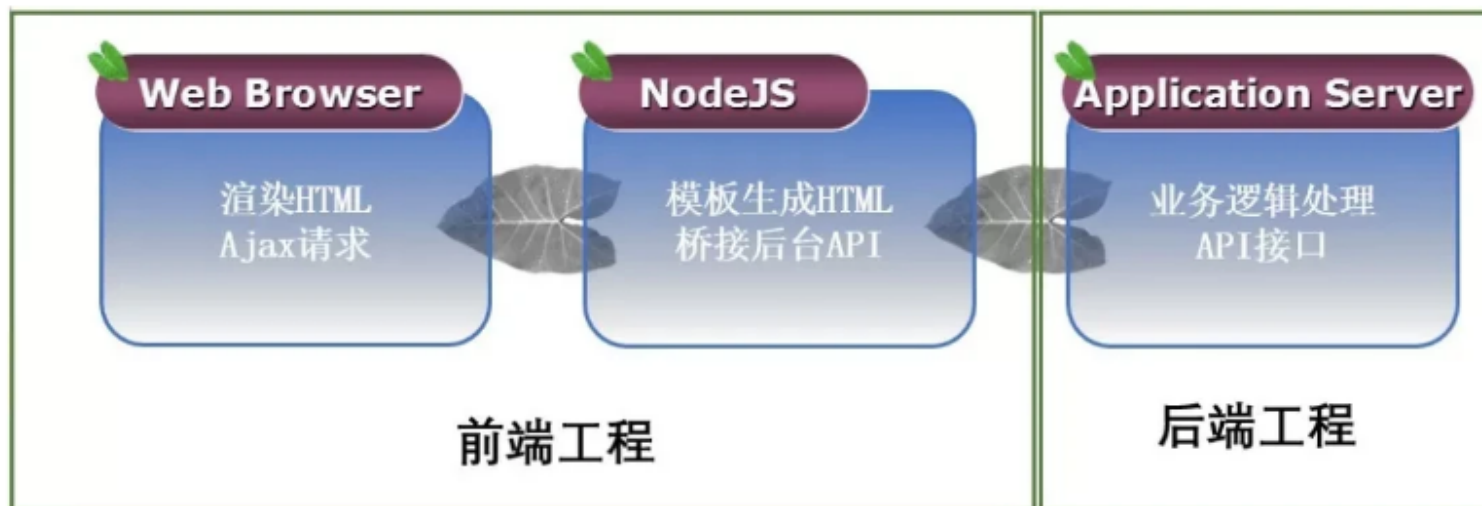 Web Browser
渲染HTML
Ajax请求
NodeJS
模板生成HTML
桥接后台API
Application Server
业务逻辑处理
API接口
前端工程
后端工程